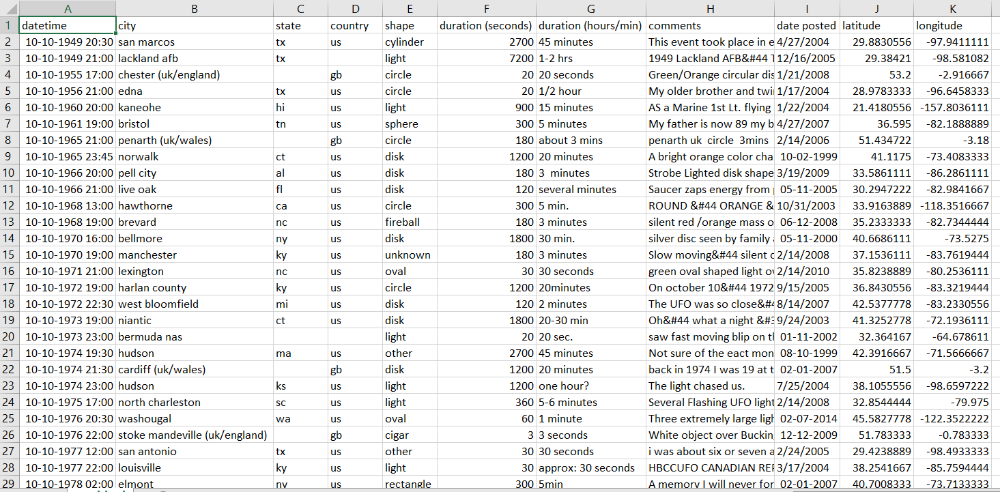 A B C D E F G H I J K
1 datetime city state country shape duration (seconds) duration (hours/min) comments date posted latitude longitude
2 10-10-1949 20:30 san marcos tx us cylinder 2700 45 minutes This event took place in e 4/27/2004 29.8830556 -97.9411111
3 10-10-1949 21:00 lackland afb tx light 7200 1-2 hrs 1949 Lackland AFB&#44 12/16/2005 29.38421 -98.581082
4 10-10-1955 17:00 chester (uk/england) gb circle 20 20 seconds Green/Orange circular dis 1/21/2008 53.2 -2.916667
5 10-10-1956 21:00 edna tx us circle 20 1/2 hour My older brother and twi 1/17/2004 28.9783333 -96.6458333
6 10-10-1960 20:00 kaneohe hi us light 900 15 minutes AS a Marine 1st Lt. flying 1/22/2004 21.4180556 -157.8036111
7 10-10-1961 19:00 bristol tn us sphere 300 5 minutes My father is now 89 my b 4/27/2007 36.595 -82.1888889
8 10-10-1965 21:00 penarth (uk/wales) gb circle 180 about 3 mins penarth uk  circle  3mins 2/14/2006 51.434722 -3.18
9 10-10-1965 23:45 norwalk ct us disk 1200 20 minutes A bright orange color cha 10-02-1999 41.1175 -73.4083333
10 10-10-1966 20:00 pell city al us disk 180 3  minutes Strobe Lighted disk shape 3/19/2009 33.5861111 -86.2861111
11 10-10-1966 21:00 live oak fl us disk 120 several minutes Saucer zaps energy from 05-11-2005 30.2947222 -82.9841667
12 10-10-1968 13:00 hawthorne ca us circle 300 5 min. ROUND &#44 ORANGE & 10/31/2003 33.9163889 -118.3516667
13 10-10-1968 19:00 brevard nc us fireball 180 3 minutes silent red /orange mass o 06-12-2008 35.2333333 -82.7344444
14 10-10-1970 16:00 bellmore ny us disk 1800 30 min. silver disc seen by family 05-11-2000 40.6686111 -73.5275
15 10-10-1970 19:00 manchester ky us unknown 180 3 minutes Slow moving&#44 silent c 2/14/2008 37.1536111 -83.7619444
16 10-10-1971 21:00 lexington nc us oval 30 30 seconds green oval shaped light ov 2/14/2010 35.8238889 -80.2536111
17 10-10-1972 19:00 harlan county ky us circle 1200 20minutes On october 10&#44 1972 9/15/2005 36.8430556 -83.3219444
18 10-10-1972 22:30 west bloomfield mi us disk 120 2 minutes The UFO was so close&#4 8/14/2007 42.5377778 -83.2330556
19 10-10-1973 19:00 niantic ct us disk 1800 20-30 min Oh&#44 what a night &#3 9/24/2003 41.3252778 -72.1936111
20 10-10-1973 23:00 bermuda nas light 20 20 sec. saw fast moving blip on t 01-11-2002 32.364167 -64.678611
21 10-10-1974 19:30 hudson ma us other 2700 45 minutes Not sure of the eact mon 08-10-1999 42.3916667 -71.5666667
22 10-10-1974 21:30 cardiff (uk/wales) gb disk 1200 20 minutes back in 1974 I was 19 at t 02-01-2007 51.5 -3.2
23 10-10-1974 23:00 hudson ks us light 1200 one hour? The light chased us. 7/25/2004 38.1055556 -98.6597222
24 10-10-1975 17:00 north charleston sc us light 360 5-6 minutes Several Flashing UFO light 2/14/2008 32.8544444 -79.975
25 10-10-1976 20:30 washougal wa us oval 60 1 minute Three extremely large lig 02-07-2014 45.5827778 -122.3522222
26 10-10-1976 22:00 stoke mandeville (uk/england) gb cigar 3 3 seconds White object over Buckin 12-12-2009 51.783333 -0.783333
27 10-10-1977 12:00 san antonio tx us other 30 30 seconds i was about six or seven a 2/24/2005 29.4238889 -98.4933333
28 10-10-1977 22:00 louisville ky us light 30 approx: 30 seconds HBCCUFO CANADIAN REF 3/17/2004 38.2541667 -85.7594444
29 10-10-1978 02:00 elmont ny us rectangle 300 5min A memory I will never for 02-01-2007 40.7008333 -73.7133333